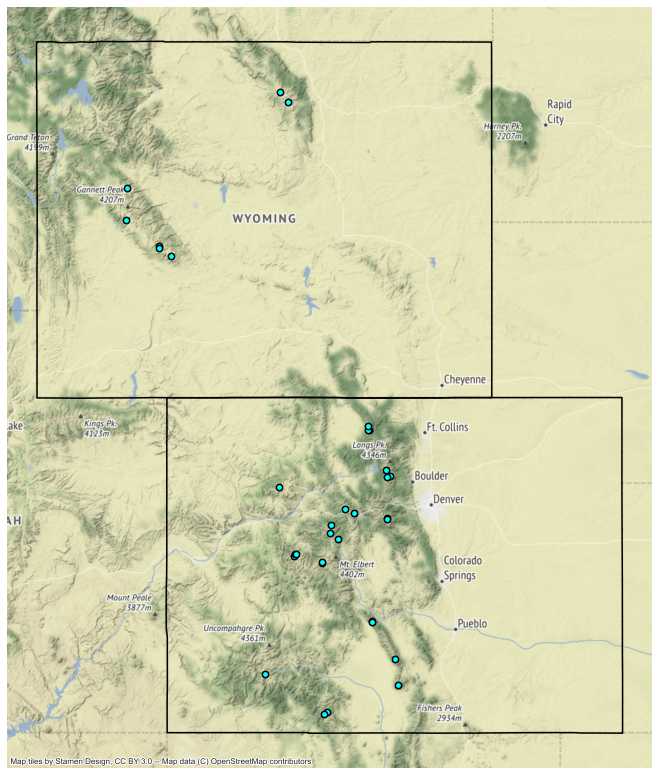 Rapid
City
Harney Pk.
2207m
Grand Teton
4199m
Gannett Peak
4207m
WYOMING
Cheyenne
lake
Kings Pk.
4123m
Ft. Collins
Longs Pk.
4346m
Boulder
Denver
AH
Mt. Elbert
4402m
Colorado
Springs
Mount Peale
3877m
Uncompahgre Pk.
4361m
Pueblo
Fishers Peak
2934m
Map tiles by Stamen Design, CC BY 3.0 -- Map data (C) OpenStreetMap contributors